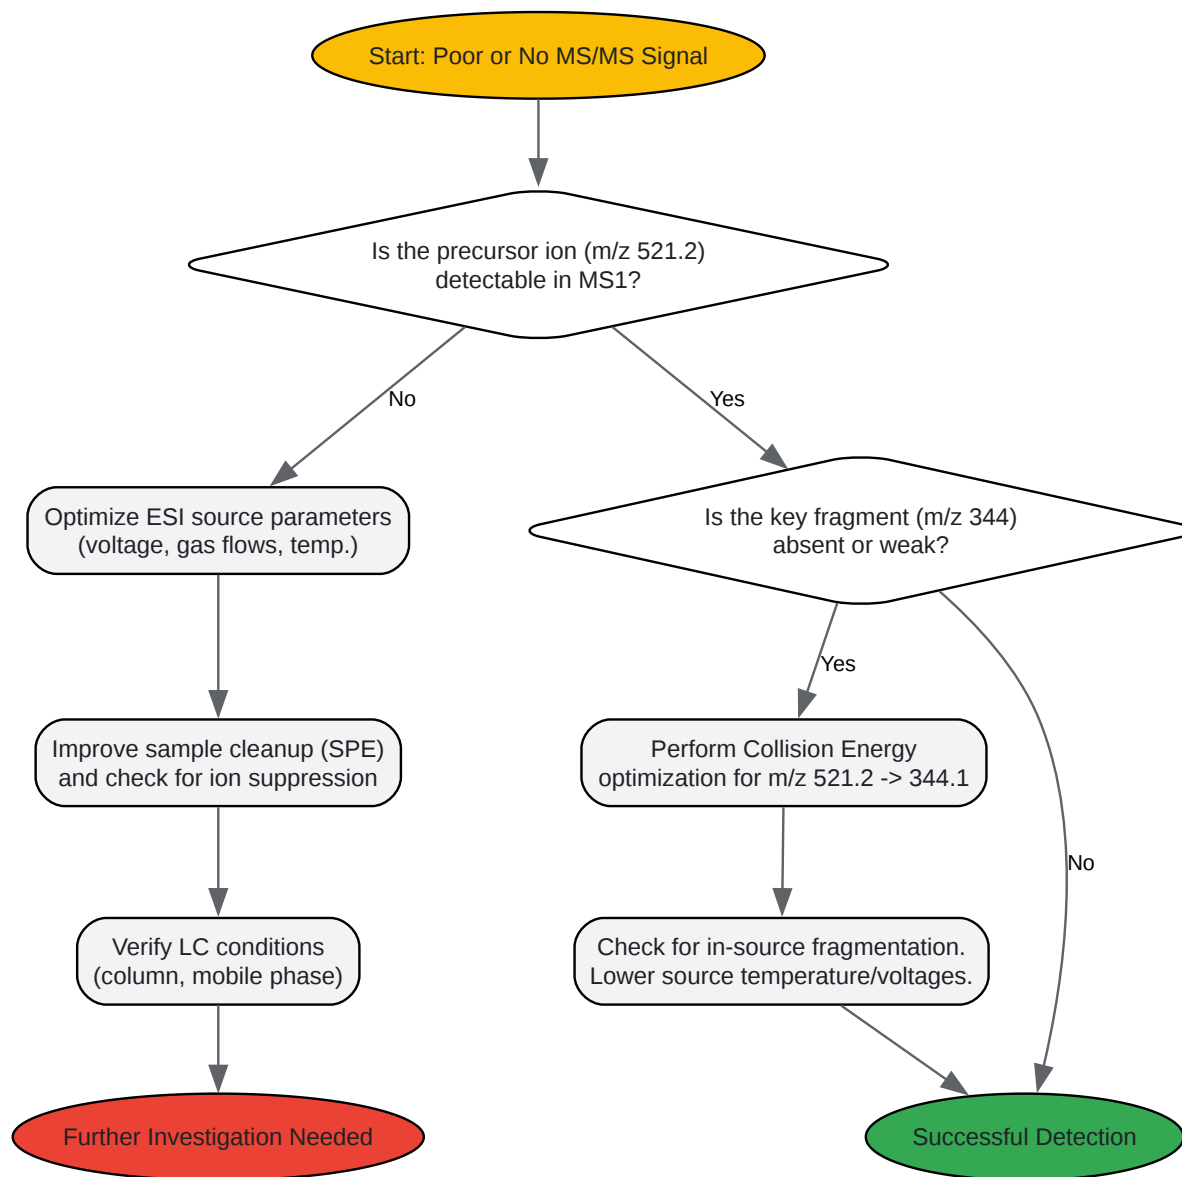 Start: Poor or No MS/MS Signal
Is the precursor ion (m/z 521.2)
detectable in MS1?
No
Yes
Optimize ESI source parameters
(voltage, gas flows, temp.)
Is the key fragment (m/z 344)
absent or weak?
Yes
Improve sample cleanup (SPE)
and check for ion suppression
Perform Collision Energy
optimization for m/z 521.2 -> 344.1
No
Verify LC conditions
(column, mobile phase)
Check for in-source fragmentation.
Lower source temperature/voltages.
Further Investigation Needed
Successful Detection